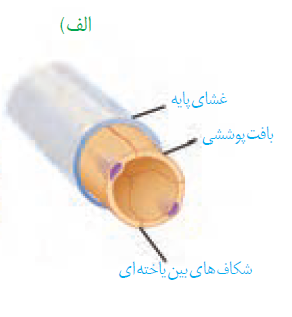 الف)
غشای پایه
بافت پوششی
شکاف‌های بین یاخته‌ای